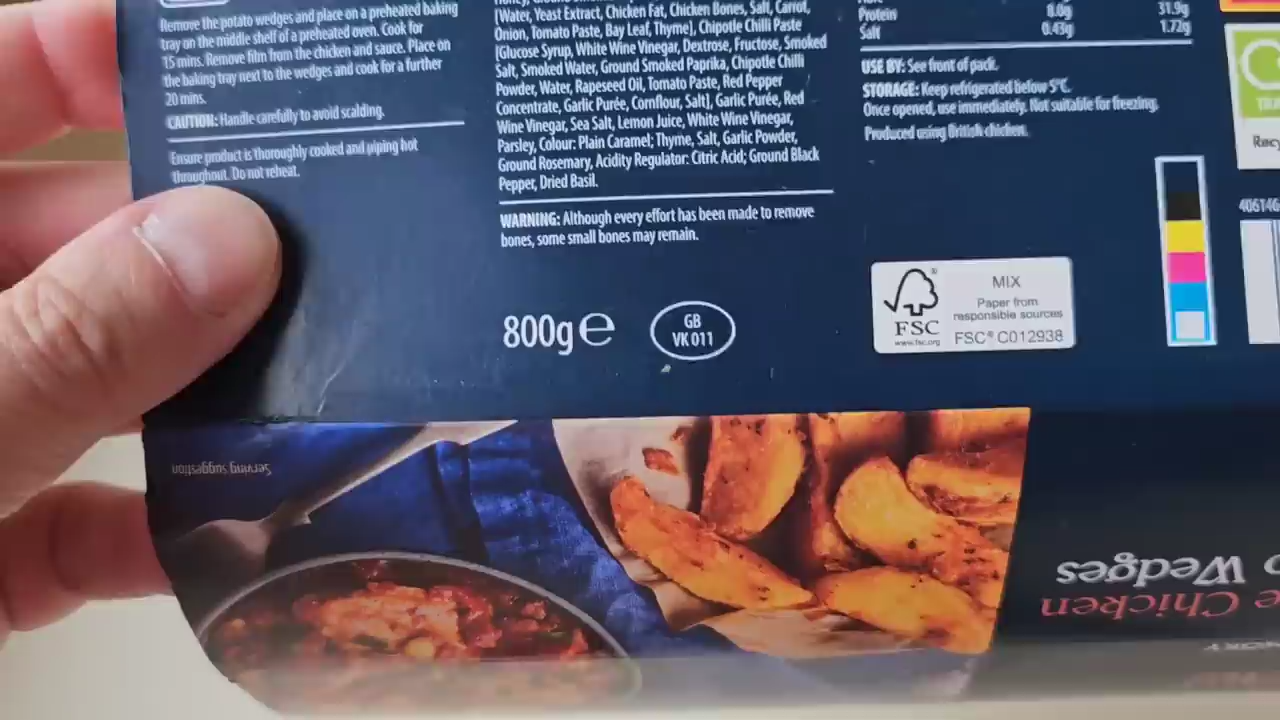 Remove the potato wedges and place on a preheated baking
tray on the middle shelf of a preheated oven. Cook for
15 mins. Remove film from the chicken and sauce. Place on
the baking tray next to the wedges and cook for a further
20 mins.
CAUTION: Handle carefully to avoid scalding.
Ensure product is thoroughly cooked and piping hot
throughout. Do not reheat.
[Water, Yeast Extract, Chicken Fat, Chicken Bones, Salt, Carrot,
Onion, Tomato Paste, Bay Leaf, Thyme], Chipotle Chilli Paste
[Glucose Syrup, White Wine Vinegar, Dextrose, Fructose, Smoked
Salt, Smoked Water, Ground Smoked Paprika, Chipotle Chilli
Powder, Water, Rapeseed Oil, Tomato Paste, Red Pepper
Concentrate, Garlic Purée, Cornflour, Salt], Garlic Purée, Red
Wine Vinegar, Sea Salt, Lemon Juice, White Wine Vinegar,
Parsley, Colour: Plain Caramel; Thyme, Salt, Garlic Powder,
Ground Rosemary, Acidity Regulator: Citric Acid; Ground Black
Pepper, Dried Basil.
WARNING: Although every effort has been made to remove
bones, some small bones may remain.
800g e
GB
VK 011
Protein 8.0g 31.9g
Salt 0.43g 1.72g
USE BY: See front of pack.
STORAGE: Keep refrigerated below 5°C.
Once opened, use immediately. Not suitable for freezing.
Produced using British chicken.
FSC®
www.fsc.org
MIX
Paper from
responsible sources
FSC® C012938
406146
Serving suggestion
Chicken
Wedges